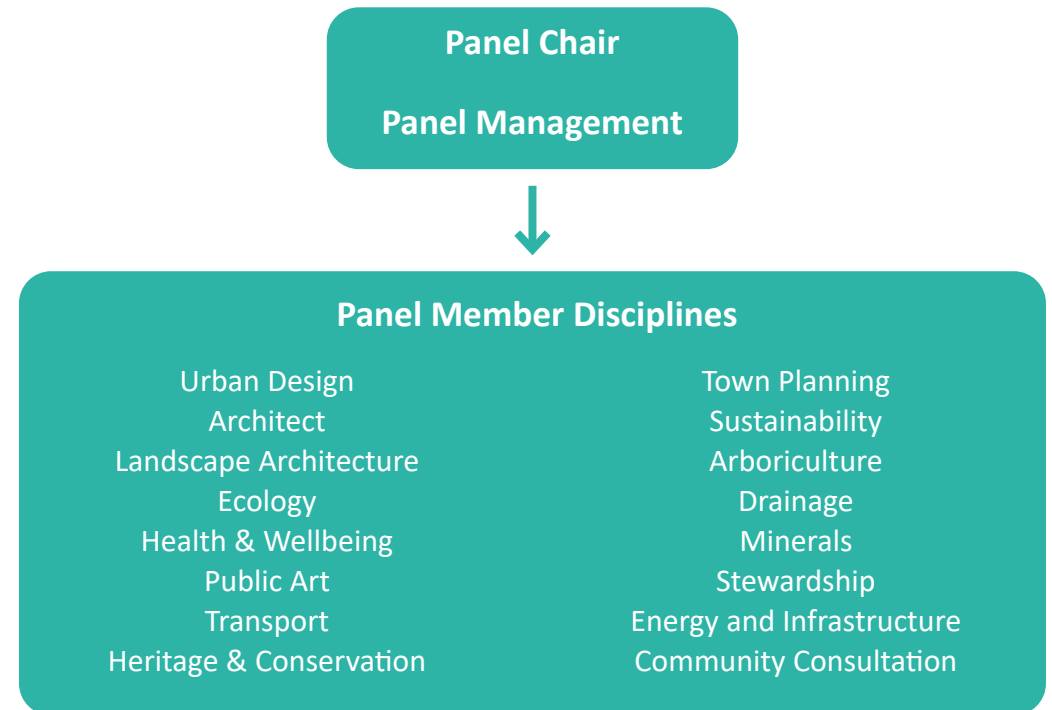 Panel Chair
Panel Management
Panel Member Disciplines
Urban Design
Architect
Landscape Architecture
Ecology
Health & Wellbeing
Public Art
Transport
Heritage & Conservation
Town Planning
Sustainability
Arboriculture
Drainage
Minerals
Stewardship
Energy and Infrastructure
Community Consultation